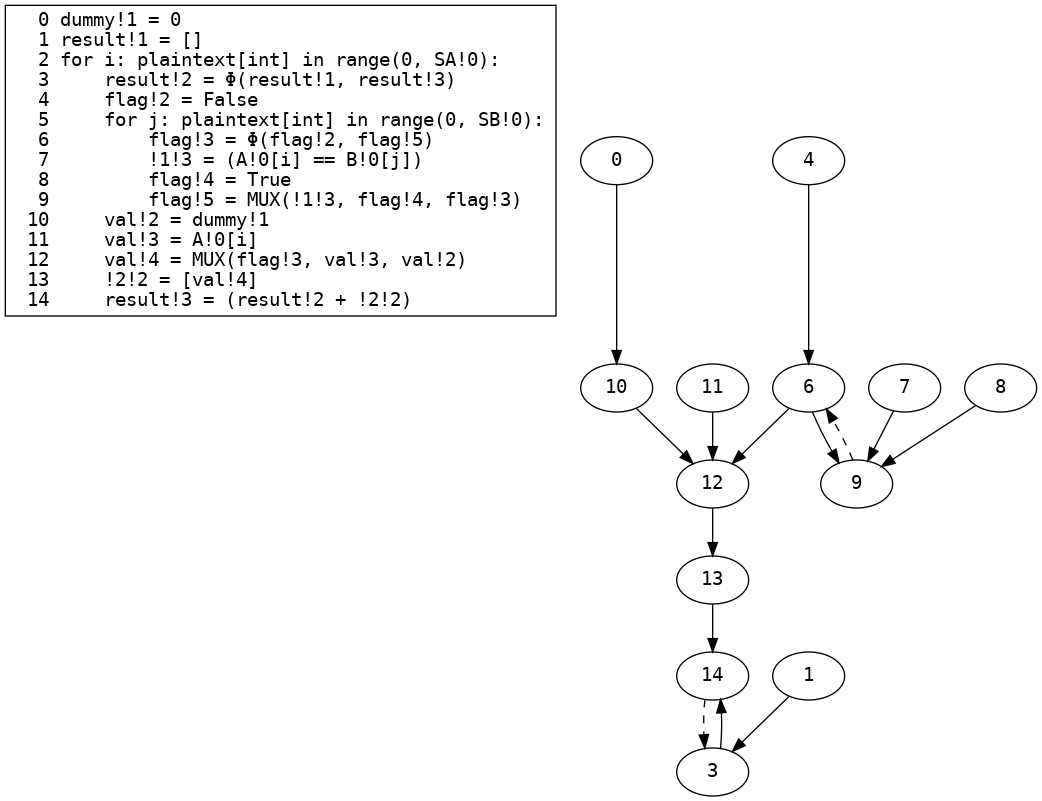 0 dummy!1 = 0
1 result!1 = []
2 for i: plaintext[int] in range(0, SA!0):
3     result!2 = Φ(result!1, result!3)
4     flag!2 = False
5     for j: plaintext[int] in range(0, SB!0):
6         flag!3 = Φ(flag!2, flag!5)
7         !1!3 = (A!0[i] == B!0[j])
8         flag!4 = True
9         flag!5 = MUX(!1!3, flag!4, flag!3)
10     val!2 = dummy!1
11     val!3 = A!0[i]
12     val!4 = MUX(flag!3, val!3, val!2)
13     !2!2 = [val!4]
14     result!3 = (result!2 + !2!2)
0
4
10
11
6
7
8
12
9
13
14
1
3